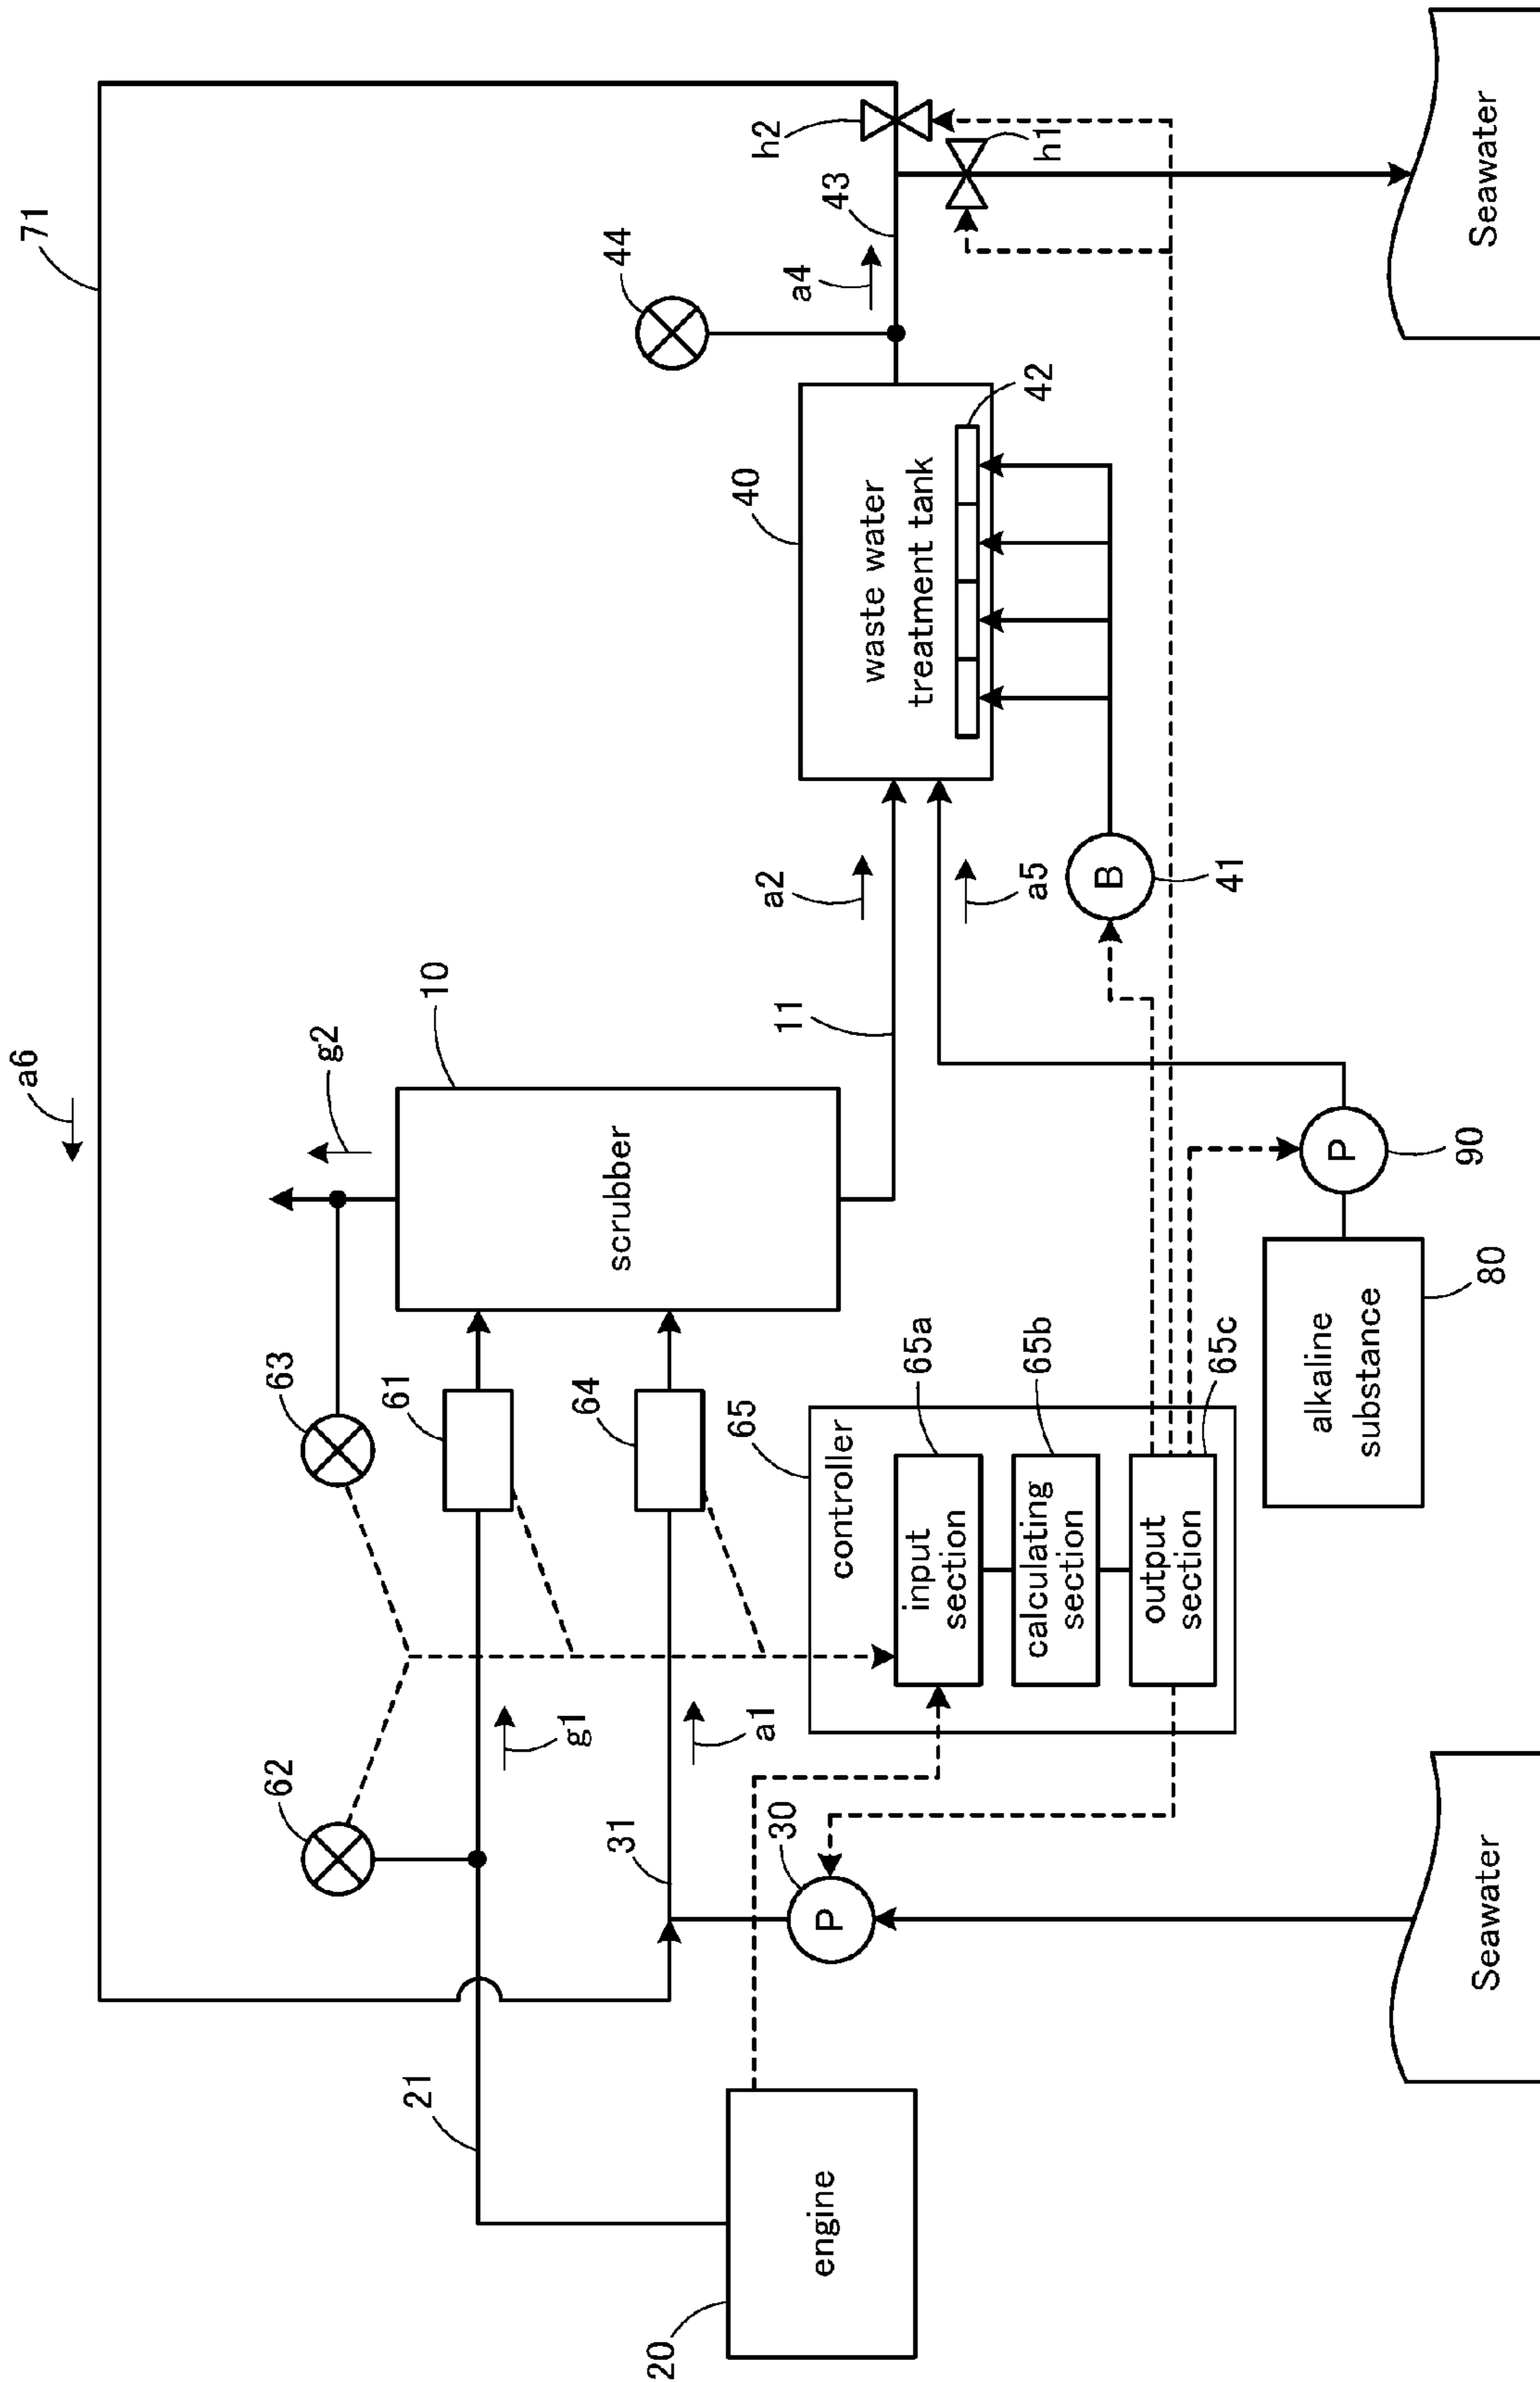 71
a6
g2
10
scrubber
63
61
64
62
g1
a1
31
21
20
engine
30
P
65
controller
65a
input
section
65b
calculating
section
65c
output
section
11
a2
a5
40
waste water
treatment tank
42
44
a4
43
h2
h1
B
41
P
90
80
alkaline
substance
Seawater
Seawater